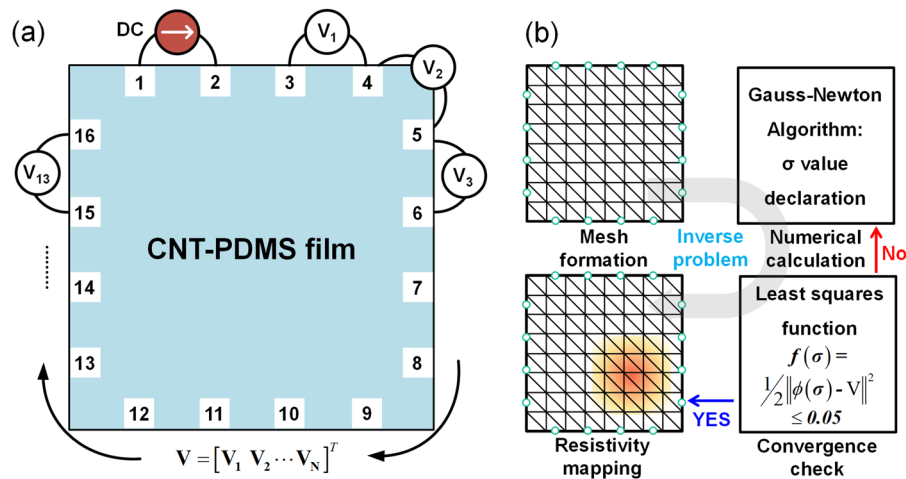 (a)
DC
V1
V2
V3
V13
1
2
3
4
5
6
7
8
9
10
11
12
13
14
15
16
CNT-PDMS film
V = [V1 V2 ⋯ VN]^T
(b)
Mesh
formation
Inverse
problem
Gauss-Newton
Algorithm:
σ value
declaration
Numerical
calculation
No
Least squares
function
f(σ) =
1/2||ϕ(σ) - V||^2
≤ 0.05
YES
Convergence
check
Resistivity
mapping